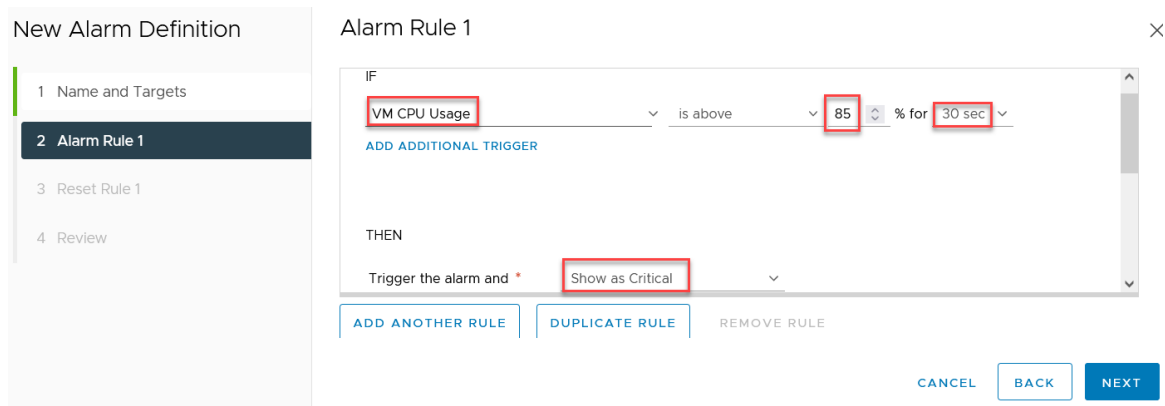 New Alarm Definition
1 Name and Targets
2 Alarm Rule 1
3 Reset Rule 1
4 Review
Alarm Rule 1
IF
VM CPU Usage is above 85 % for 30 sec
ADD ADDITIONAL TRIGGER
THEN
Trigger the alarm and * Show as Critical
ADD ANOTHER RULE DUPLICATE RULE REMOVE RULE
CANCEL BACK NEXT